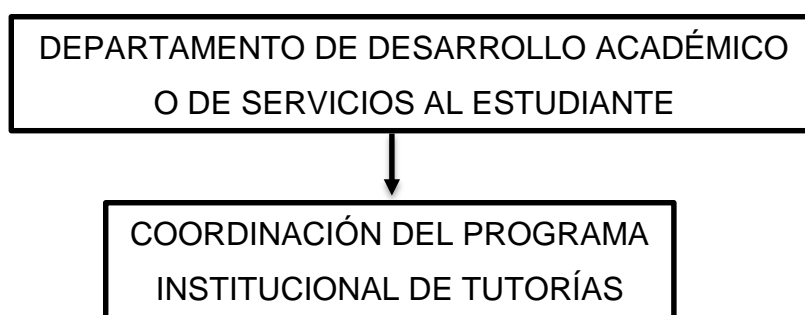 DEPARTAMENTO DE DESARROLLO ACADÉMICO
O DE SERVICIOS AL ESTUDIANTE
COORDINACIÓN DEL PROGRAMA
INSTITUCIONAL DE TUTORÍAS